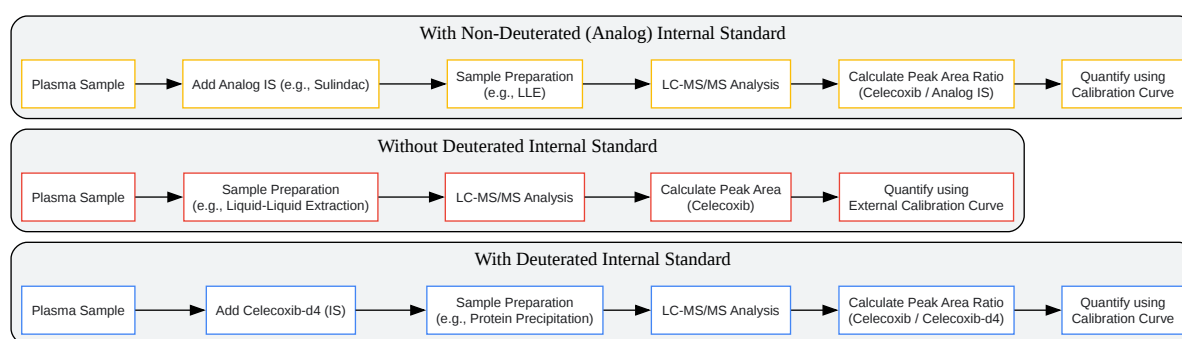 With Non-Deuterated (Analog) Internal Standard
Plasma Sample
Add Analog IS (e.g., Sulindac)
Sample Preparation
(e.g., LLE)
LC-MS/MS Analysis
Calculate Peak Area Ratio
(Celecoxib / Analog IS)
Quantify using
Calibration Curve
Without Deuterated Internal Standard
Plasma Sample
Sample Preparation
(e.g., Liquid-Liquid Extraction)
LC-MS/MS Analysis
Calculate Peak Area
(Celecoxib)
Quantify using
External Calibration Curve
With Deuterated Internal Standard
Plasma Sample
Add Celecoxib-d4 (IS)
Sample Preparation
(e.g., Protein Precipitation)
LC-MS/MS Analysis
Calculate Peak Area Ratio
(Celecoxib / Celecoxib-d4)
Quantify using
Calibration Curve